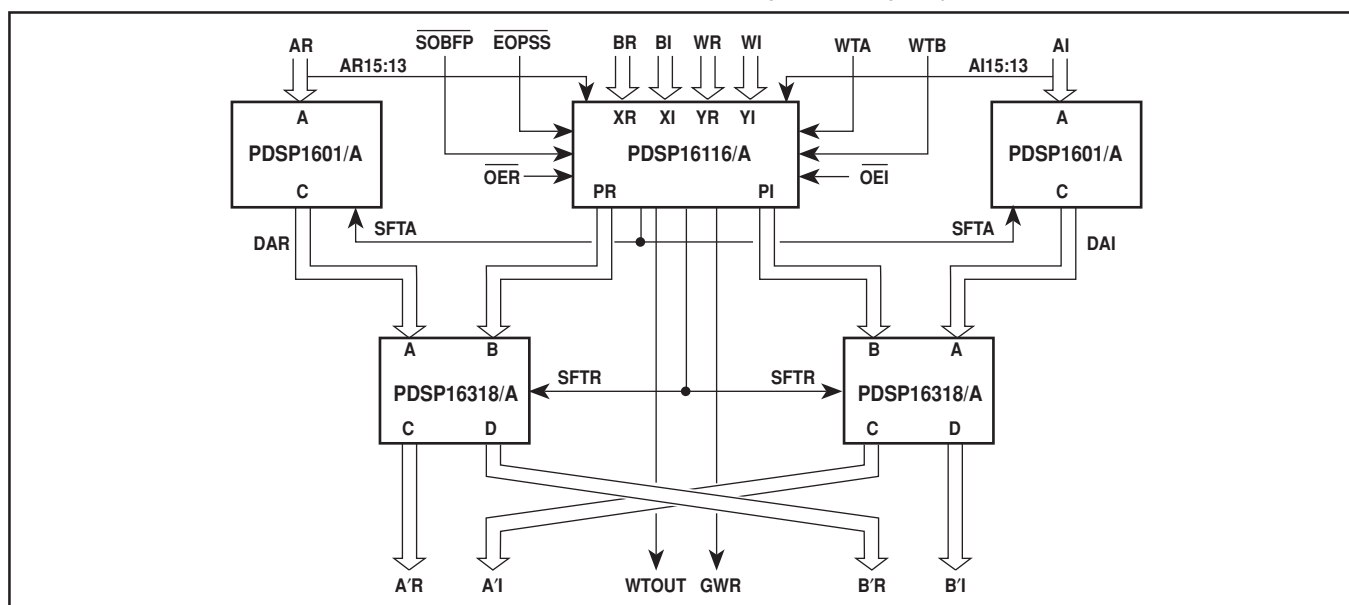 AR
SOBFP
EOPSS
BR
BI
WR
WI
WTA
WTB
AI
AR15:13
AI15:13
A
XR
XI
YR
YI
A
PDSP1601/A
PDSP16116/A
PDSP1601/A
OER
OEI
C
PR
PI
C
SFTA
SFTA
DAR
DAI
A
B
B
A
SFTR
SFTR
PDSP16318/A
PDSP16318/A
C
D
C
D
A′R
A′I
WTOUT
GWR
B′R
B′I